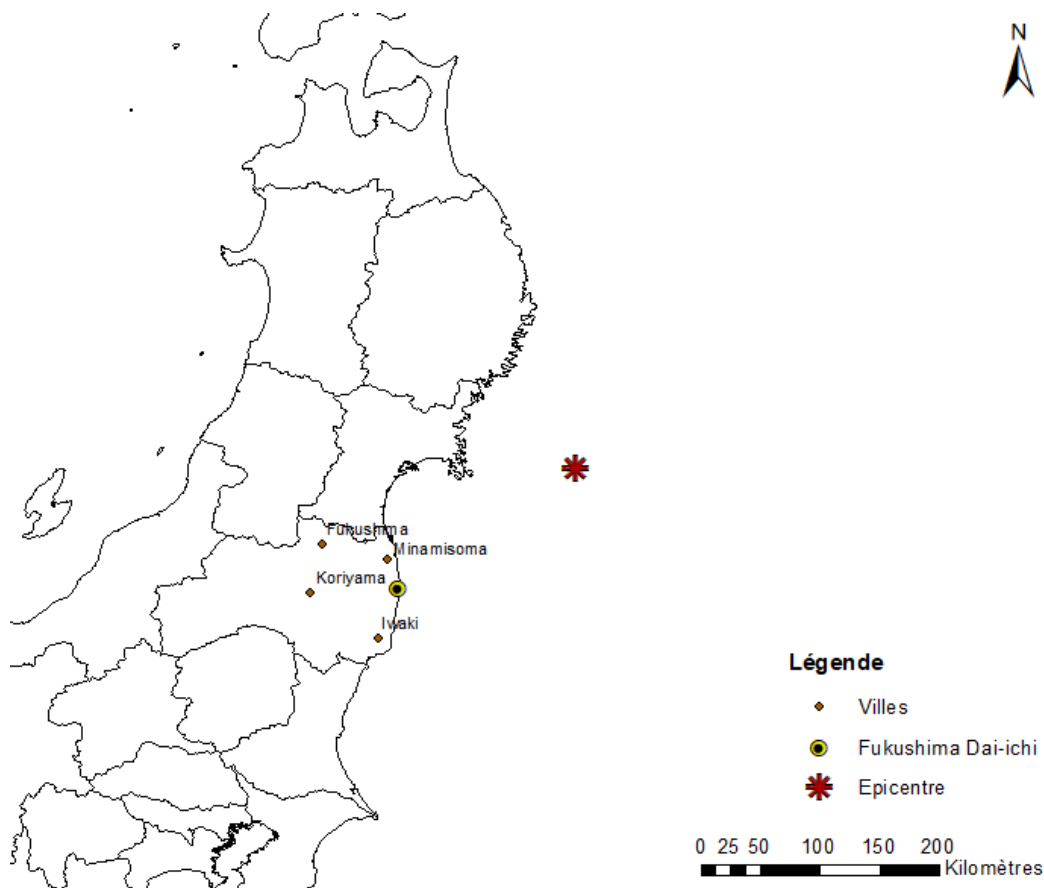 N
Fukushima
Minamisoma
Koriyama
Iwaki
Légende
Villes
Fukushima Dai-ichi
Epicentre
0 25 50 100 150 200
Kilomètres